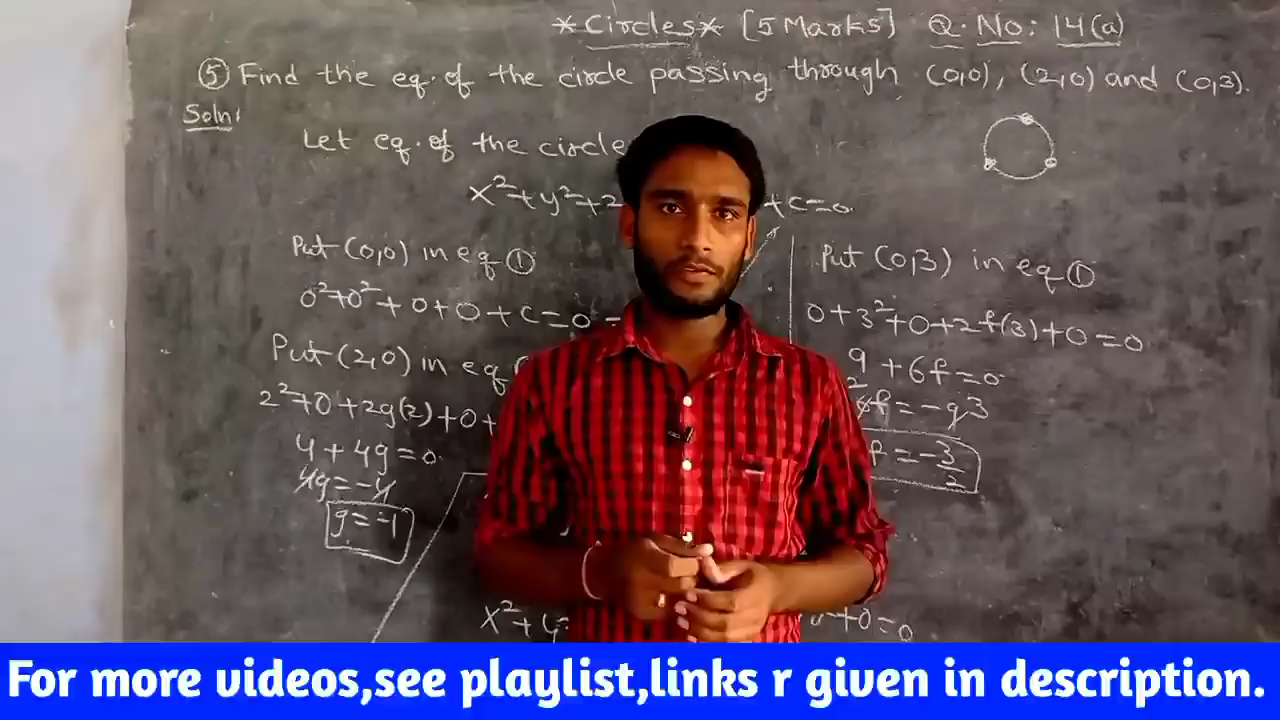 *Circles* [5 Marks] Q.No: 14(a)
⑤ Find the eq.of the circle passing through (0,0), (2,0) and (0,3).
Soln:
Let eq.of the circle
x²+y²+2 +c=0.
Put (0,0) in eq ①
0²+0²+0+0+c=0
Put (2,0) in eq
2²+0+2g(2)+0+
4+4g=0
4g=-4
g=-1
Put (0,3) in eq ①
0+3²+0+2f(3)+0=0
9+6f=0
2 6f=-9 3
f=-3/2
x²+y +0=0
For more videos,see playlist,links r given in description.